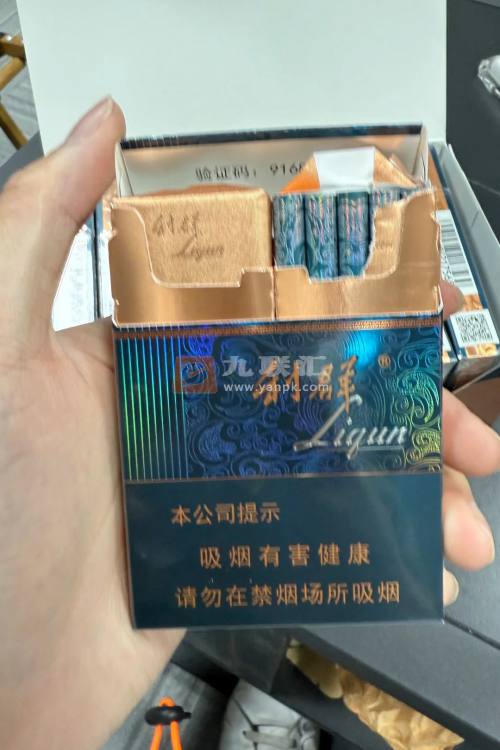 验证码：9168
利群
Liqun
九联汇
www.yanpk.com
利群®
Liqun
本公司提示
吸烟有害健康
请勿在禁烟场所吸烟